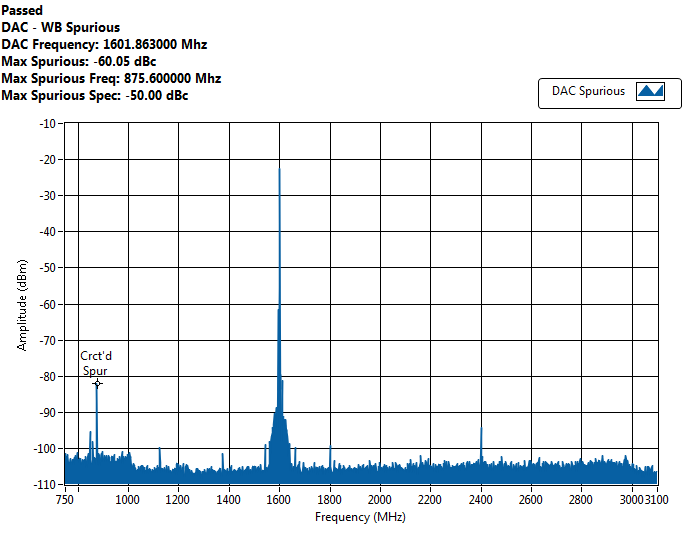 Passed
DAC - WB Spurious
DAC Frequency: 1601.863000 Mhz
Max Spurious: -60.05 dBc
Max Spurious Freq: 875.600000 Mhz
Max Spurious Spec: -50.00 dBc
DAC Spurious
-10
-20
-30
-40
-50
-60
-70
-80
-90
-100
-110
Amplitude (dBm)
Crct'd
Spur
750 1000 1200 1400 1600 1800 2000 2200 2400 2600 2800 3000 3100
Frequency (MHz)